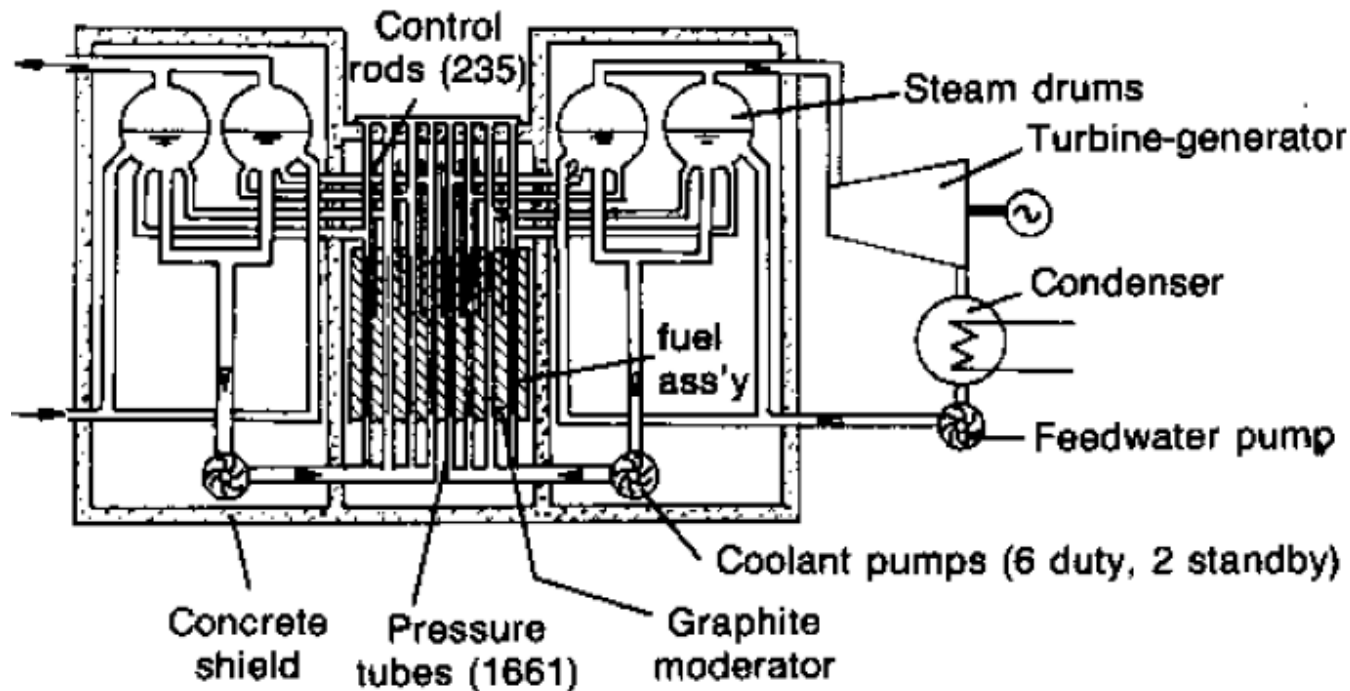 Control
rods (235)
Steam drums
Turbine-generator
Condenser
fuel
ass'y
Feedwater pump
Coolant pumps (6 duty, 2 standby)
Concrete
shield
Pressure
tubes (1661)
Graphite
moderator